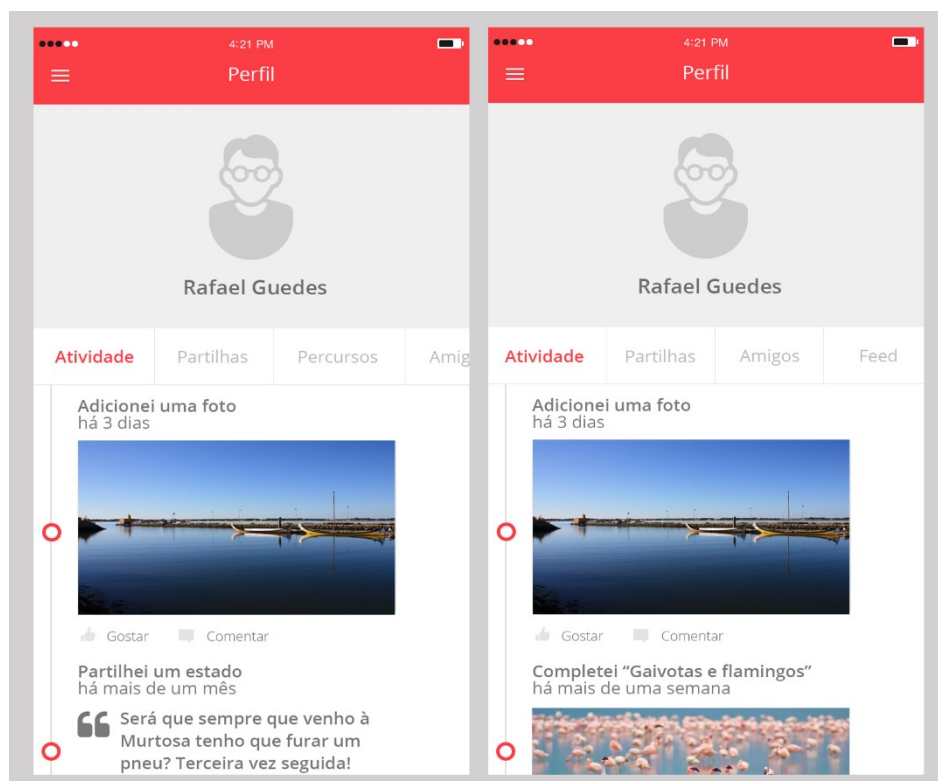 4:21 PM
Perfil
Rafael Guedes
Atividade Partilhas Percursos Amig
Adicionei uma foto
há 3 dias
Gostar Comentar
Partilhei um estado
há mais de um mês
Será que sempre que venho à
Murtosa tenho que furar um
pneu? Terceira vez seguida!
4:21 PM
Perfil
Rafael Guedes
Atividade Partilhas Amigos Feed
Adicionei uma foto
há 3 dias
Gostar Comentar
Completei “Gaivotas e flamingos”
há mais de uma semana